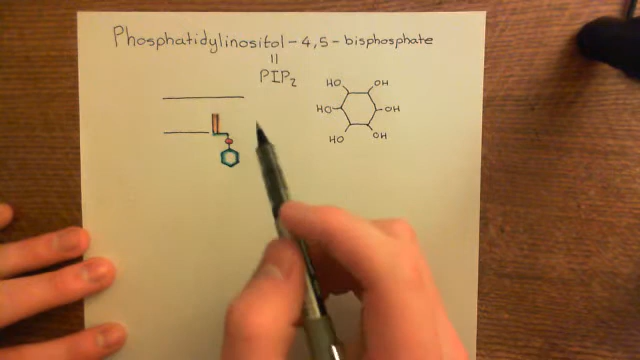 Phosphatidylinositol-4,5-bisphosphate
=
PIP2
HO OH
HO OH
HO OH